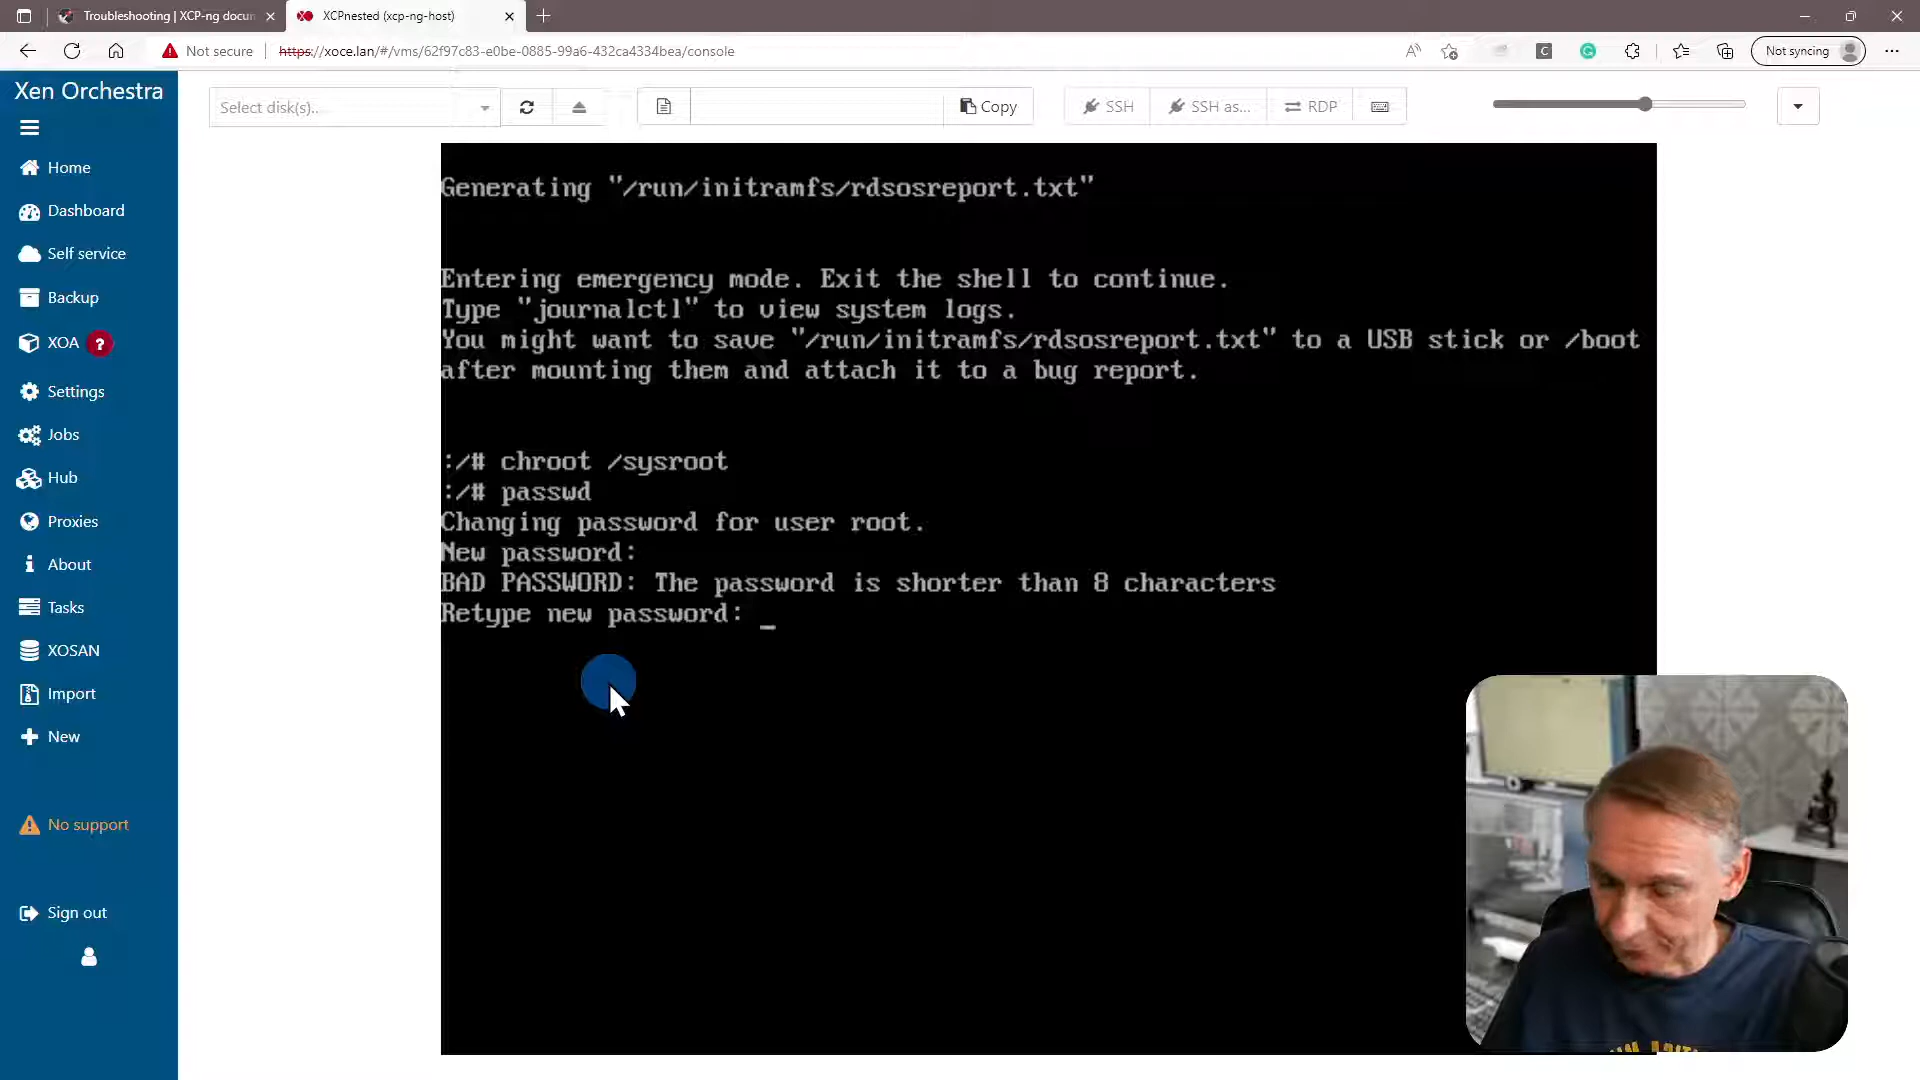 Troubleshooting | XCP-ng docum
XCPnested (xcp-ng-host)
Not secure
https://xoce.lan/#/vms/62f97c83-e0be-0885-99a6-432ca4334bea/console
Not syncing
Xen Orchestra
Select disk(s)...
Copy
SSH
SSH as...
RDP
Home
Dashboard
Self service
Backup
XOA ?
Settings
Jobs
Hub
Proxies
About
Tasks
XOSAN
Import
New
No support
Sign out
Generating "/run/initramfs/rdsosreport.txt"
Entering emergency mode. Exit the shell to continue.
Type "journalctl" to view system logs.
You might want to save "/run/initramfs/rdsosreport.txt" to a USB stick or /boot
after mounting them and attach it to a bug report.
:/# chroot /sysroot
:/# passwd
Changing password for user root.
New password:
BAD PASSWORD: The password is shorter than 8 characters
Retype new password: _